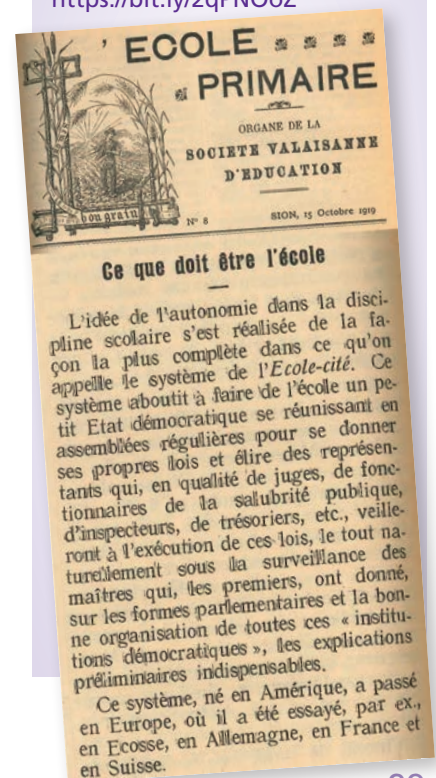 https://bit.ly/2qPNOoZ
' ECOLE
PRIMAIRE
ORGANE DE LA
SOCIETE VALAISANNE
D'EDUCATION
bon grain
N° 8
SION, 15 Octobre 1919
Ce que doit être l'école
L'idée de l'autonomie dans la disci-
pline scolaire s'est réalisée de la fa-
çon la plus complète dans ce qu'on
appelle le système de l'Ecole-cité. Ce
système aboutit à faire de l'école un pe-
tit Etat démocratique se réunissant en
assemblées régulières pour se donner
ses propres lois et élire des représen-
tants qui, en qualité de juges, de fonc-
tionnaires de la salubrité publique,
d'inspecteurs, de trésoriers, etc., veille-
ront à l'exécution de ces lois, le tout na-
turellement sous la surveillance des
maîtres qui, les premiers, ont donné,
sur les formes parlementaires et la bon-
ne organisation de toutes ces « institu-
tions démocratiques », les explications
préliminaires indispensables.
Ce système, né en Amérique, a passé
en Europe, où il a été essayé, par ex.,
en Ecosse, en Allemagne, en France et
en Suisse.